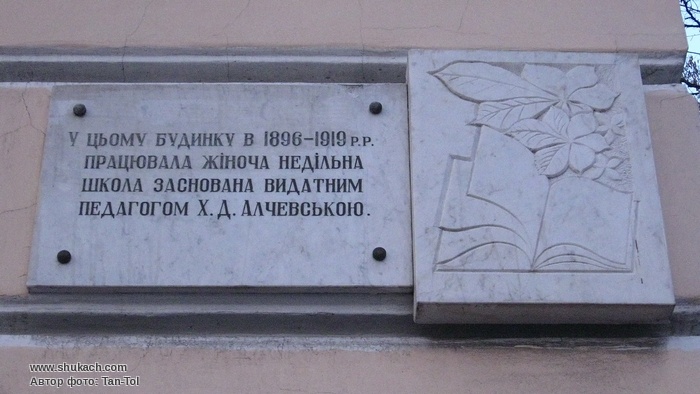 У ЦЬОМУ БУДИНКУ В 1896–1919 Р.Р.
ПРАЦЮВАЛА ЖІНОЧА НЕДІЛЬНА
ШКОЛА ЗАСНОВАНА ВИДАТНИМ
ПЕДАГОГОМ Х.Д. АЛЧЕВСЬКОЮ.
www.shukach.com
Автор фото: Tan-Tol